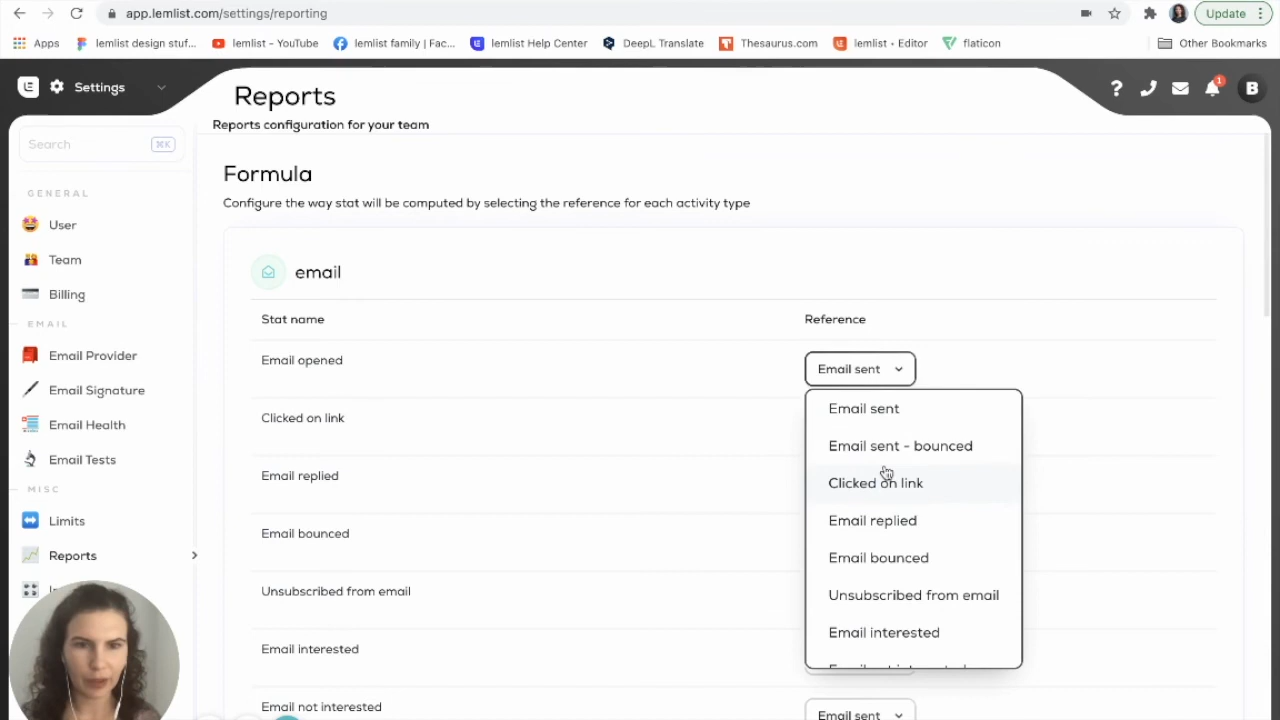 app.lemlist.com/settings/reporting
Update
Apps
lemlist design stuf...
lemlist - YouTube
lemlist family | Fac...
lemlist Help Center
DeepL Translate
Thesaurus.com
lemlist • Editor
flaticon
Other Bookmarks
Settings
Reports
1
B
Reports configuration for your team
Search
⌘K
Formula
Configure the way stat will be computed by selecting the reference for each activity type
GENERAL
User
Team
Billing
EMAIL
Email Provider
Email Signature
Email Health
Email Tests
MISC
Limits
Reports
email
Stat name
Reference
Email opened
Email sent
Clicked on link
Email replied
Email bounced
Unsubscribed from email
Email interested
Email not interested
Email sent
Email sent - bounced
Clicked on link
Email replied
Email bounced
Unsubscribed from email
Email interested
Email sent